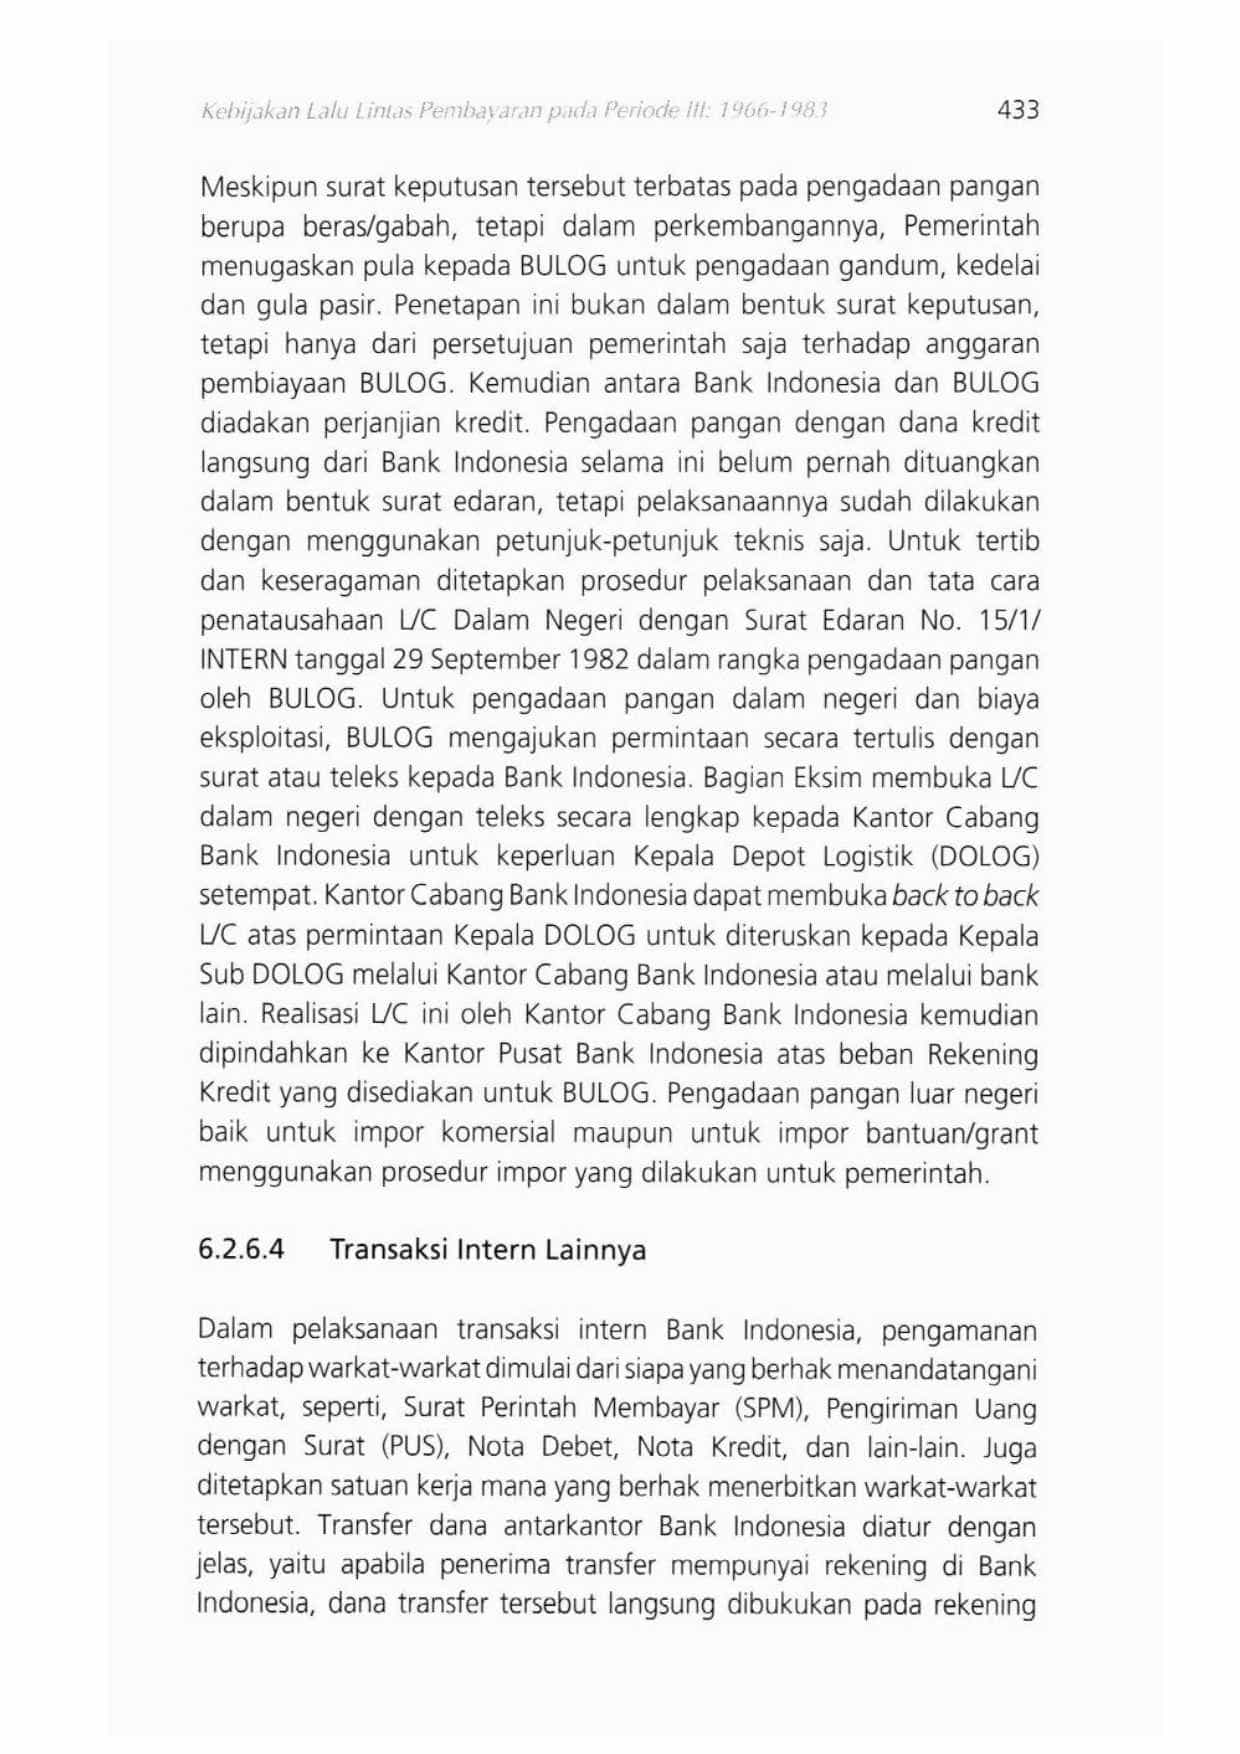 Kebijakan Lalu Lintas Pembayaran pada Periode III: 1966-1983 433
Meskipun surat keputusan tersebut terbatas pada pengadaan pangan
berupa beras/gabah, tetapi dalam perkembangannya, Pemerintah
menugaskan pula kepada BULOG untuk pengadaan gandum, kedelai
dan gula pasir. Penetapan ini bukan dalam bentuk surat keputusan,
tetapi hanya dari persetujuan pemerintah saja terhadap anggaran
pembiayaan BULOG. Kemudian antara Bank Indonesia dan BULOG
diadakan perjanjian kredit. Pengadaan pangan dengan dana kredit
langsung dari Bank Indonesia selama ini belum pernah dituangkan
dalam bentuk surat edaran, tetapi pelaksanaannya sudah dilakukan
dengan menggunakan petunjuk-petunjuk teknis saja. Untuk tertib
dan keseragaman ditetapkan prosedur pelaksanaan dan tata cara
penatausahaan L/C Dalam Negeri dengan Surat Edaran No. 15/1/
INTERN tanggal 29 September 1982 dalam rangka pengadaan pangan
oleh BULOG. Untuk pengadaan pangan dalam negeri dan biaya
eksploitasi, BULOG mengajukan permintaan secara tertulis dengan
surat atau teleks kepada Bank Indonesia. Bagian Eksim membuka L/C
dalam negeri dengan teleks secara lengkap kepada Kantor Cabang
Bank Indonesia untuk keperluan Kepala Depot Logistik (DOLOG)
setempat. Kantor Cabang Bank Indonesia dapat membuka back to back
L/C atas permintaan Kepala DOLOG untuk diteruskan kepada Kepala
Sub DOLOG melalui Kantor Cabang Bank Indonesia atau melalui bank
lain. Realisasi L/C ini oleh Kantor Cabang Bank Indonesia kemudian
dipindahkan ke Kantor Pusat Bank Indonesia atas beban Rekening
Kredit yang disediakan untuk BULOG. Pengadaan pangan luar negeri
baik untuk impor komersial maupun untuk impor bantuan/grant
menggunakan prosedur impor yang dilakukan untuk pemerintah.
6.2.6.4 Transaksi Intern Lainnya
Dalam pelaksanaan transaksi intern Bank Indonesia, pengamanan
terhadap warkat-warkat dimulai dari siapa yang berhak menandatangani
warkat, seperti, Surat Perintah Membayar (SPM), Pengiriman Uang
dengan Surat (PUS), Nota Debet, Nota Kredit, dan lain-lain. Juga
ditetapkan satuan kerja mana yang berhak menerbitkan warkat-warkat
tersebut. Transfer dana antarkantor Bank Indonesia diatur dengan
jelas, yaitu apabila penerima transfer mempunyai rekening di Bank
Indonesia, dana transfer tersebut langsung dibukukan pada rekening